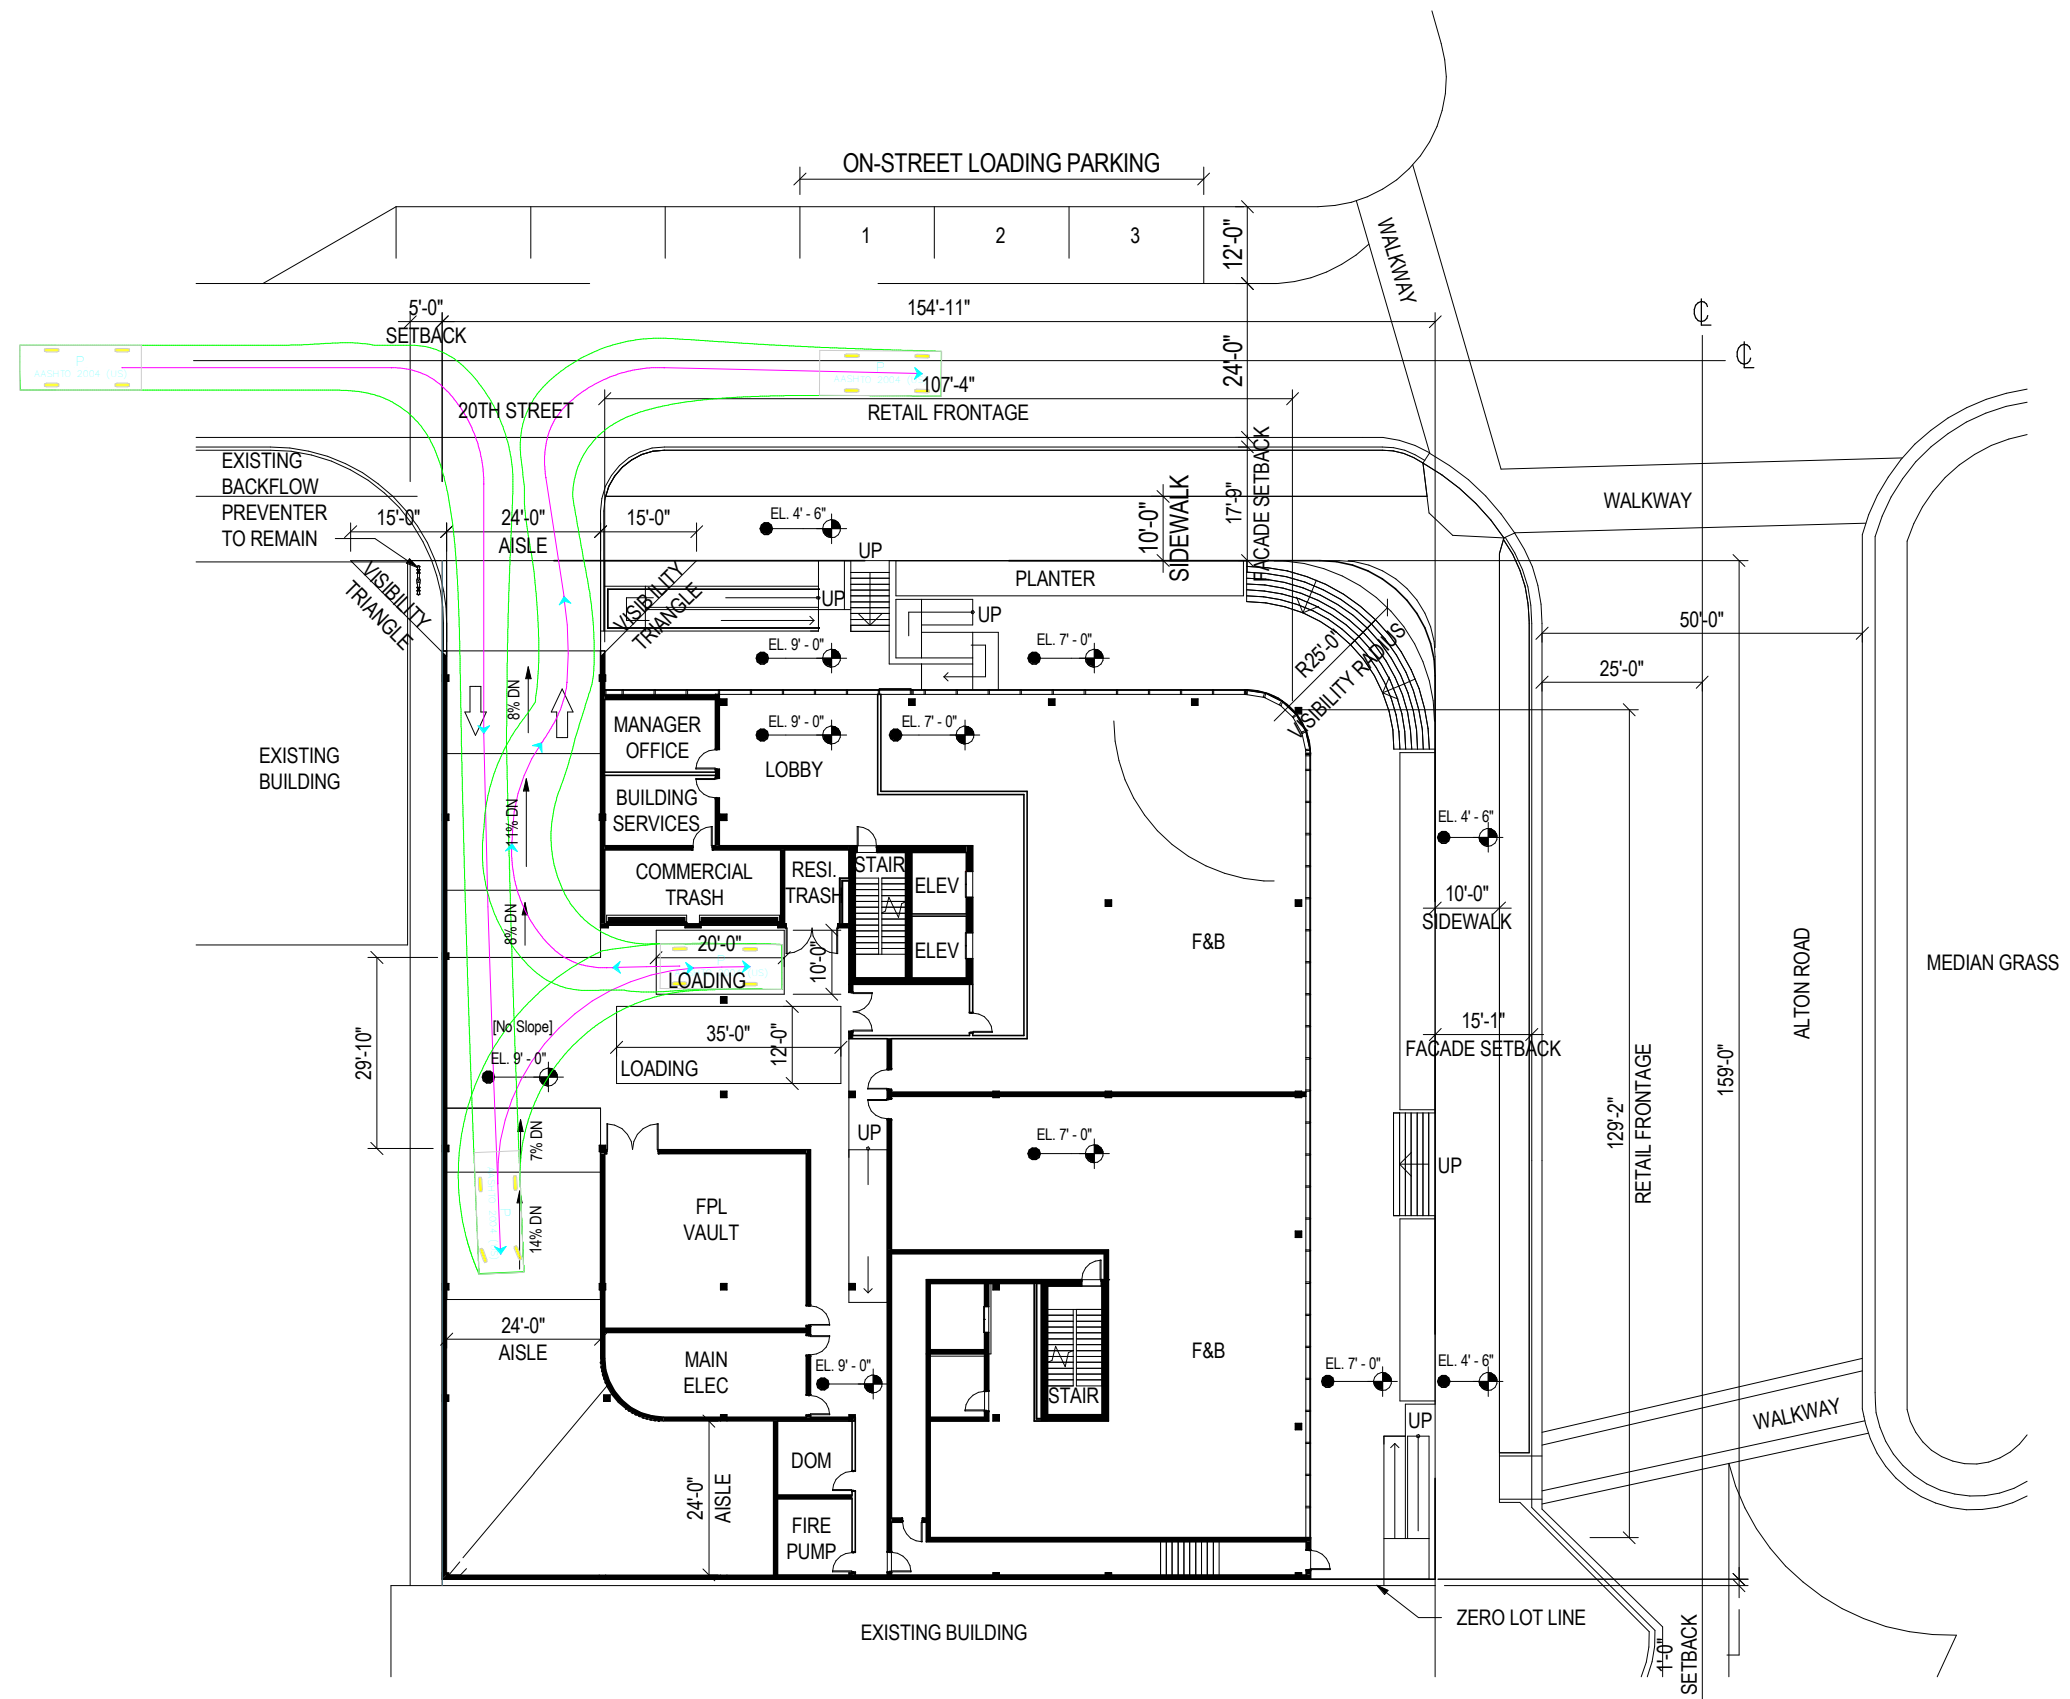 ON-STREET LOADING PARKING
1
2
3
12'-0"
WALKWAY
5'-0"
SETBACK
154'-11"
24'-0"
AASHTO 2004 (US)
107'-4"
RETAIL FRONTAGE
20TH STREET
EXISTING
BACKFLOW
PREVENTER
TO REMAIN
15'-0"
24'-0"
AISLE
15'-0"
EL. 4' - 6"
10'-0"
SIDEWALK
17'-9"
FACADE SETBACK
WALKWAY
VISIBILITY
TRIANGLE
VISIBILITY
TRIANGLE
UP
UP
UP
PLANTER
EL. 9' - 0"
EL. 7' - 0"
R25'-0"
VISIBILITY RADIUS
50'-0"
25'-0"
8% DN
MANAGER
OFFICE
EL. 9' - 0"
EL. 7' - 0"
LOBBY
EXISTING
BUILDING
BUILDING
SERVICES
11% DN
EL. 4' - 6"
COMMERCIAL
TRASH
RESI.
TRASH
STAIR
ELEV
ELEV
10'-0"
SIDEWALK
8% DN
20'-0"
LOADING
10'-0"
F&B
ALTON ROAD
MEDIAN GRASS
[No Slope]
35'-0"
12'-0"
LOADING
15'-1"
FACADE SETBACK
29'-10"
EL. 9' - 0"
159'-0"
129'-2"
RETAIL FRONTAGE
7% DN
UP
EL. 7' - 0"
UP
14% DN
FPL
VAULT
24'-0"
AISLE
MAIN
ELEC
EL. 9' - 0"
F&B
STAIR
EL. 7' - 0"
EL. 4' - 6"
UP
WALKWAY
DOM
24'-0"
AISLE
FIRE
PUMP
ZERO LOT LINE
EXISTING BUILDING
1'-0"
SETBACK